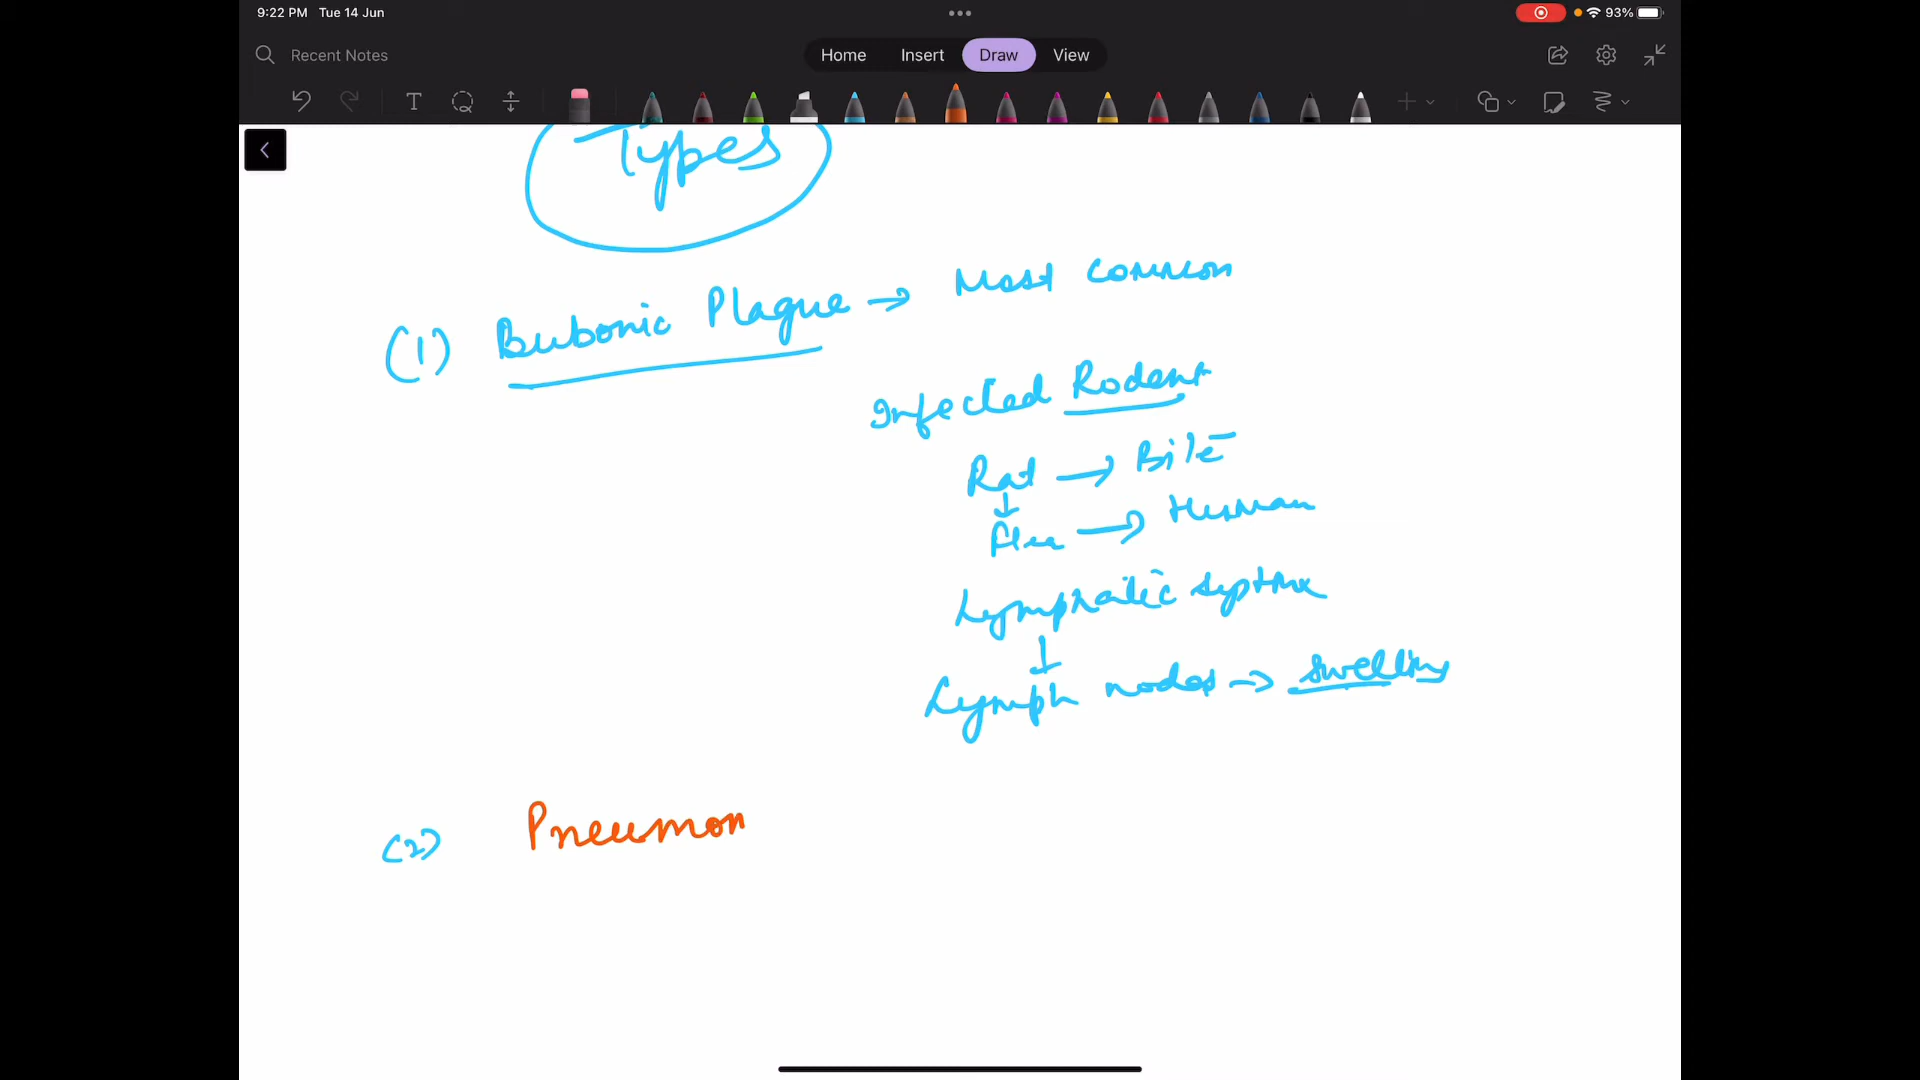 9:22 PM Tue 14 Jun
93%
Recent Notes
Home Insert Draw View
Types
(1) Bubonic Plague → Most common
Infected Rodent
Rat → Bite
↓
Flea → Human
Lymphatic
↓
Lymph nodes → Swelling
(2) Pneumon